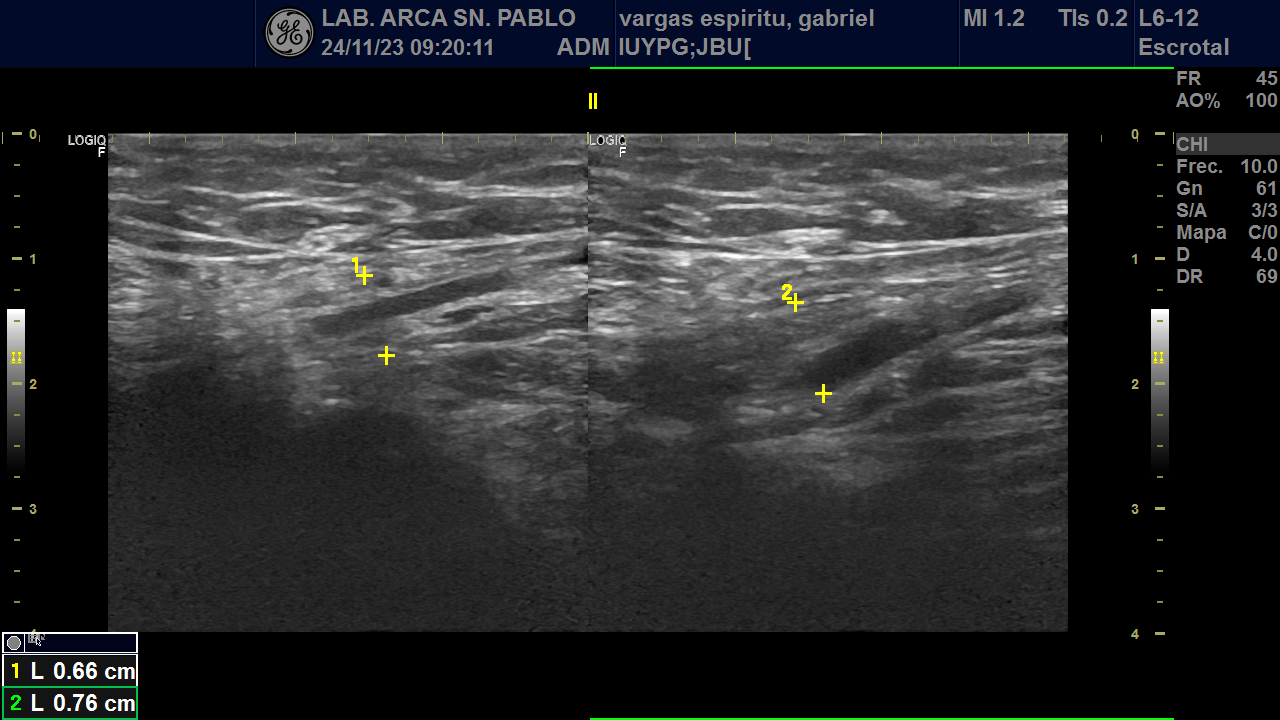 LAB. ARCA SN. PABLO
24/11/23 09:20:11 ADM
vargas espiritu, gabriel
IUYPG;JBU[
MI 1.2 TIs 0.2
L6-12
Escrotal
FR 45
AO% 100
CHI
Frec. 10.0
Gn 61
S/A 3/3
Mapa C/0
D 4.0
DR 69
LOGIQ
F
LOGIQ
F
0
1
2
3
0
1
2
3
4
1
2
1 L 0.66 cm
2 L 0.76 cm